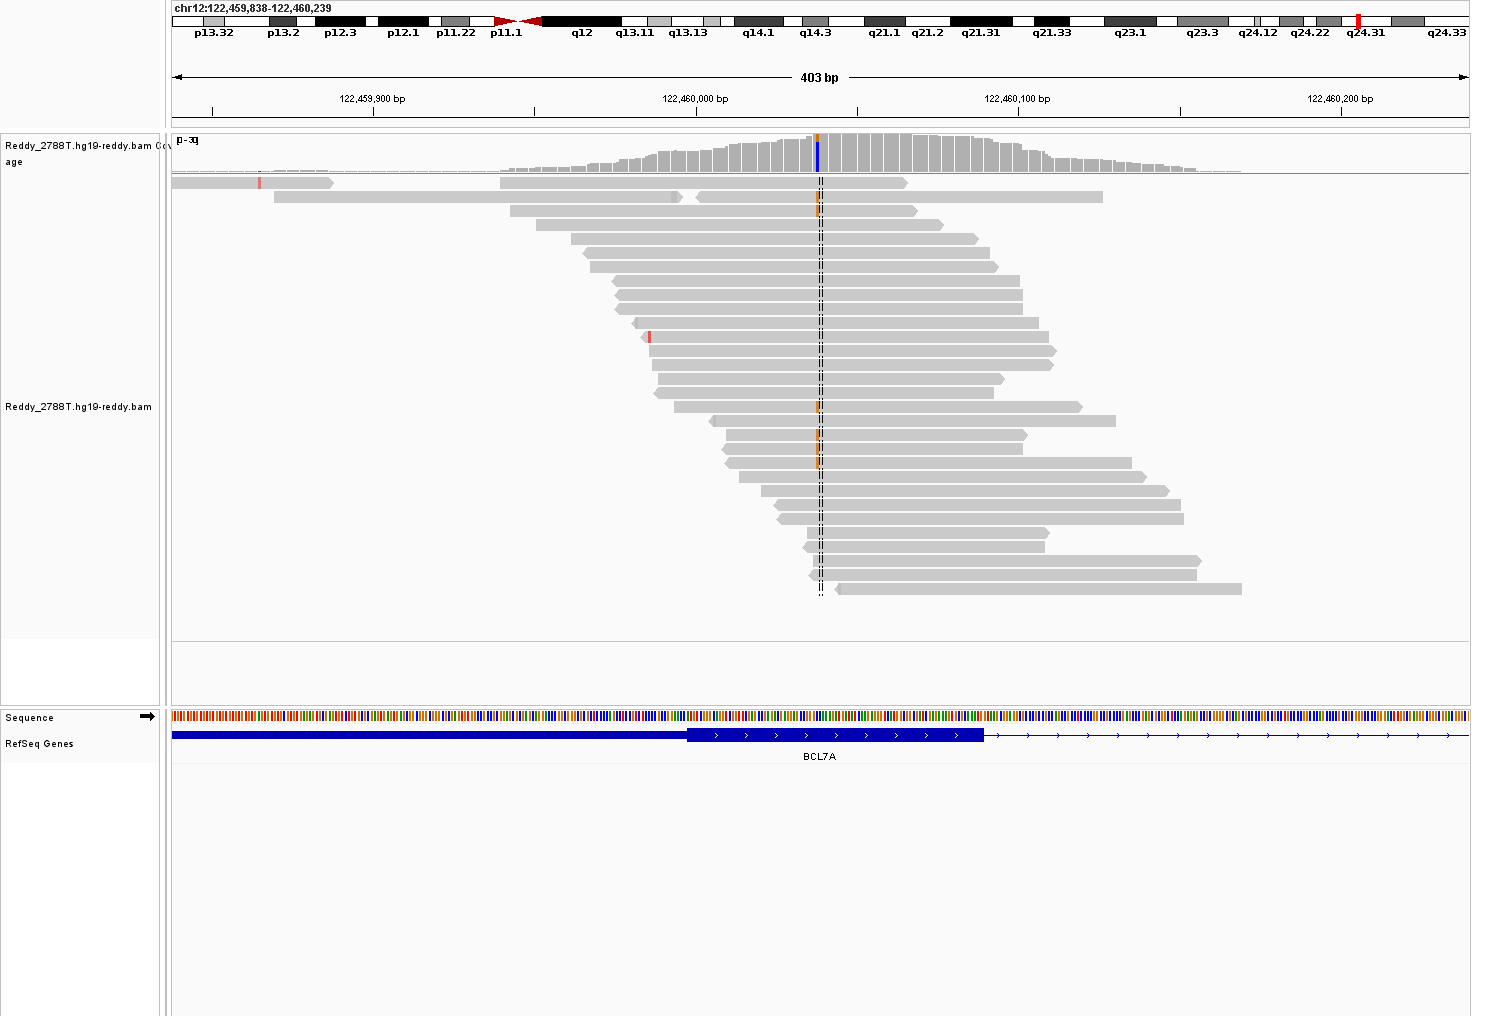 chr12:122,459,838-122,460,239
p13.32 p13.2 p12.3 p12.1 p11.22 p11.1 q12 q13.11 q13.13 q14.1 q14.3 q21.1 q21.2 q21.31 q21.33 q23.1 q23.3 q24.12 q24.22 q24.31 q24.33
403 bp
122,459,900 bp 122,460,000 bp 122,460,100 bp 122,460,200 bp
Reddy_2788T.hg19-reddy.bam Cov
age
[0 - 30]
Reddy_2788T.hg19-reddy.bam
Sequence
RefSeq Genes
BCL7A